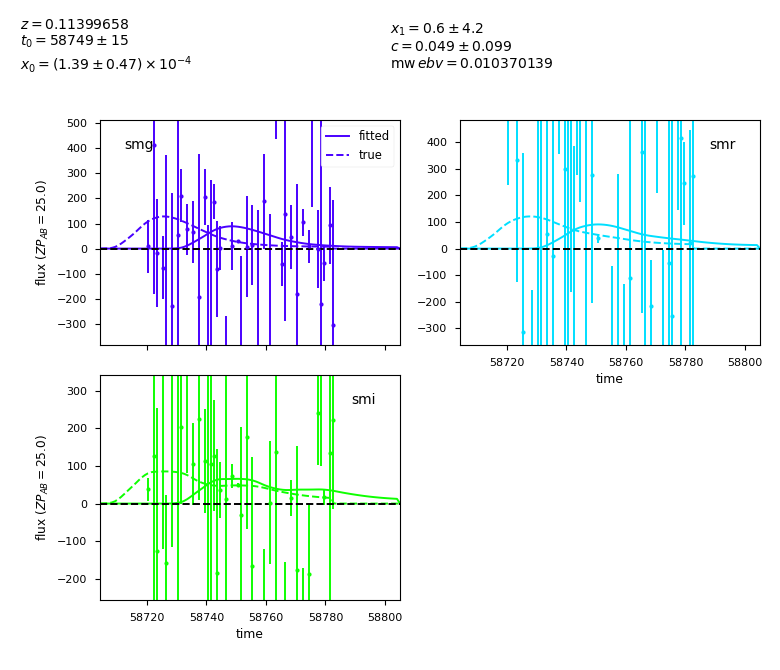 z = 0.11399658
t₀ = 58749 ± 15
x₀ = (1.39 ± 0.47) × 10⁻⁴
x₁ = 0.6 ± 4.2
c = 0.049 ± 0.099
mw ebv = 0.010370139
smg
fitted
true
500
400
300
200
100
0
−100
−200
−300
flux (ZP_AB = 25.0)
smr
400
300
200
100
0
−100
−200
−300
58720 58740 58760 58780 58800
time
smi
300
200
100
0
−100
−200
flux (ZP_AB = 25.0)
58720 58740 58760 58780 58800
time